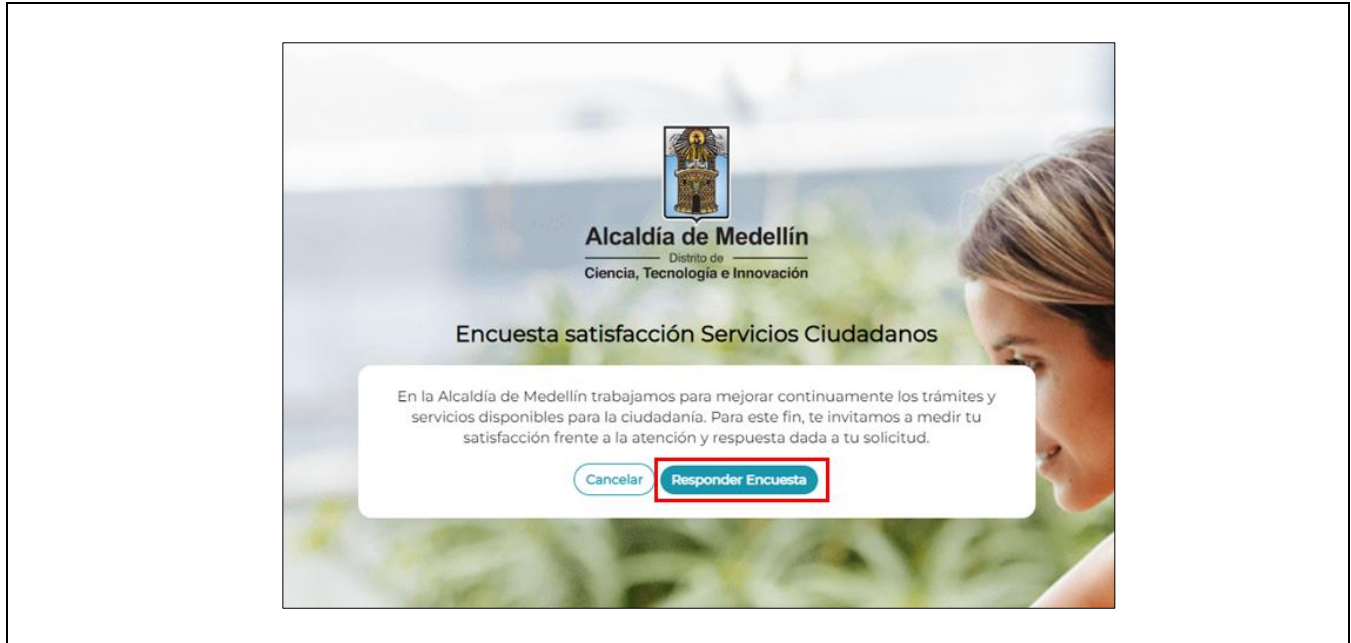 Alcaldía de Medellín
Distrito de
Ciencia, Tecnología e Innovación
Encuesta satisfacción Servicios Ciudadanos
En la Alcaldía de Medellín trabajamos para mejorar continuamente los trámites y
servicios disponibles para la ciudadanía. Para este fin, te invitamos a medir tu
satisfacción frente a la atención y respuesta dada a tu solicitud.
Cancelar Responder Encuesta